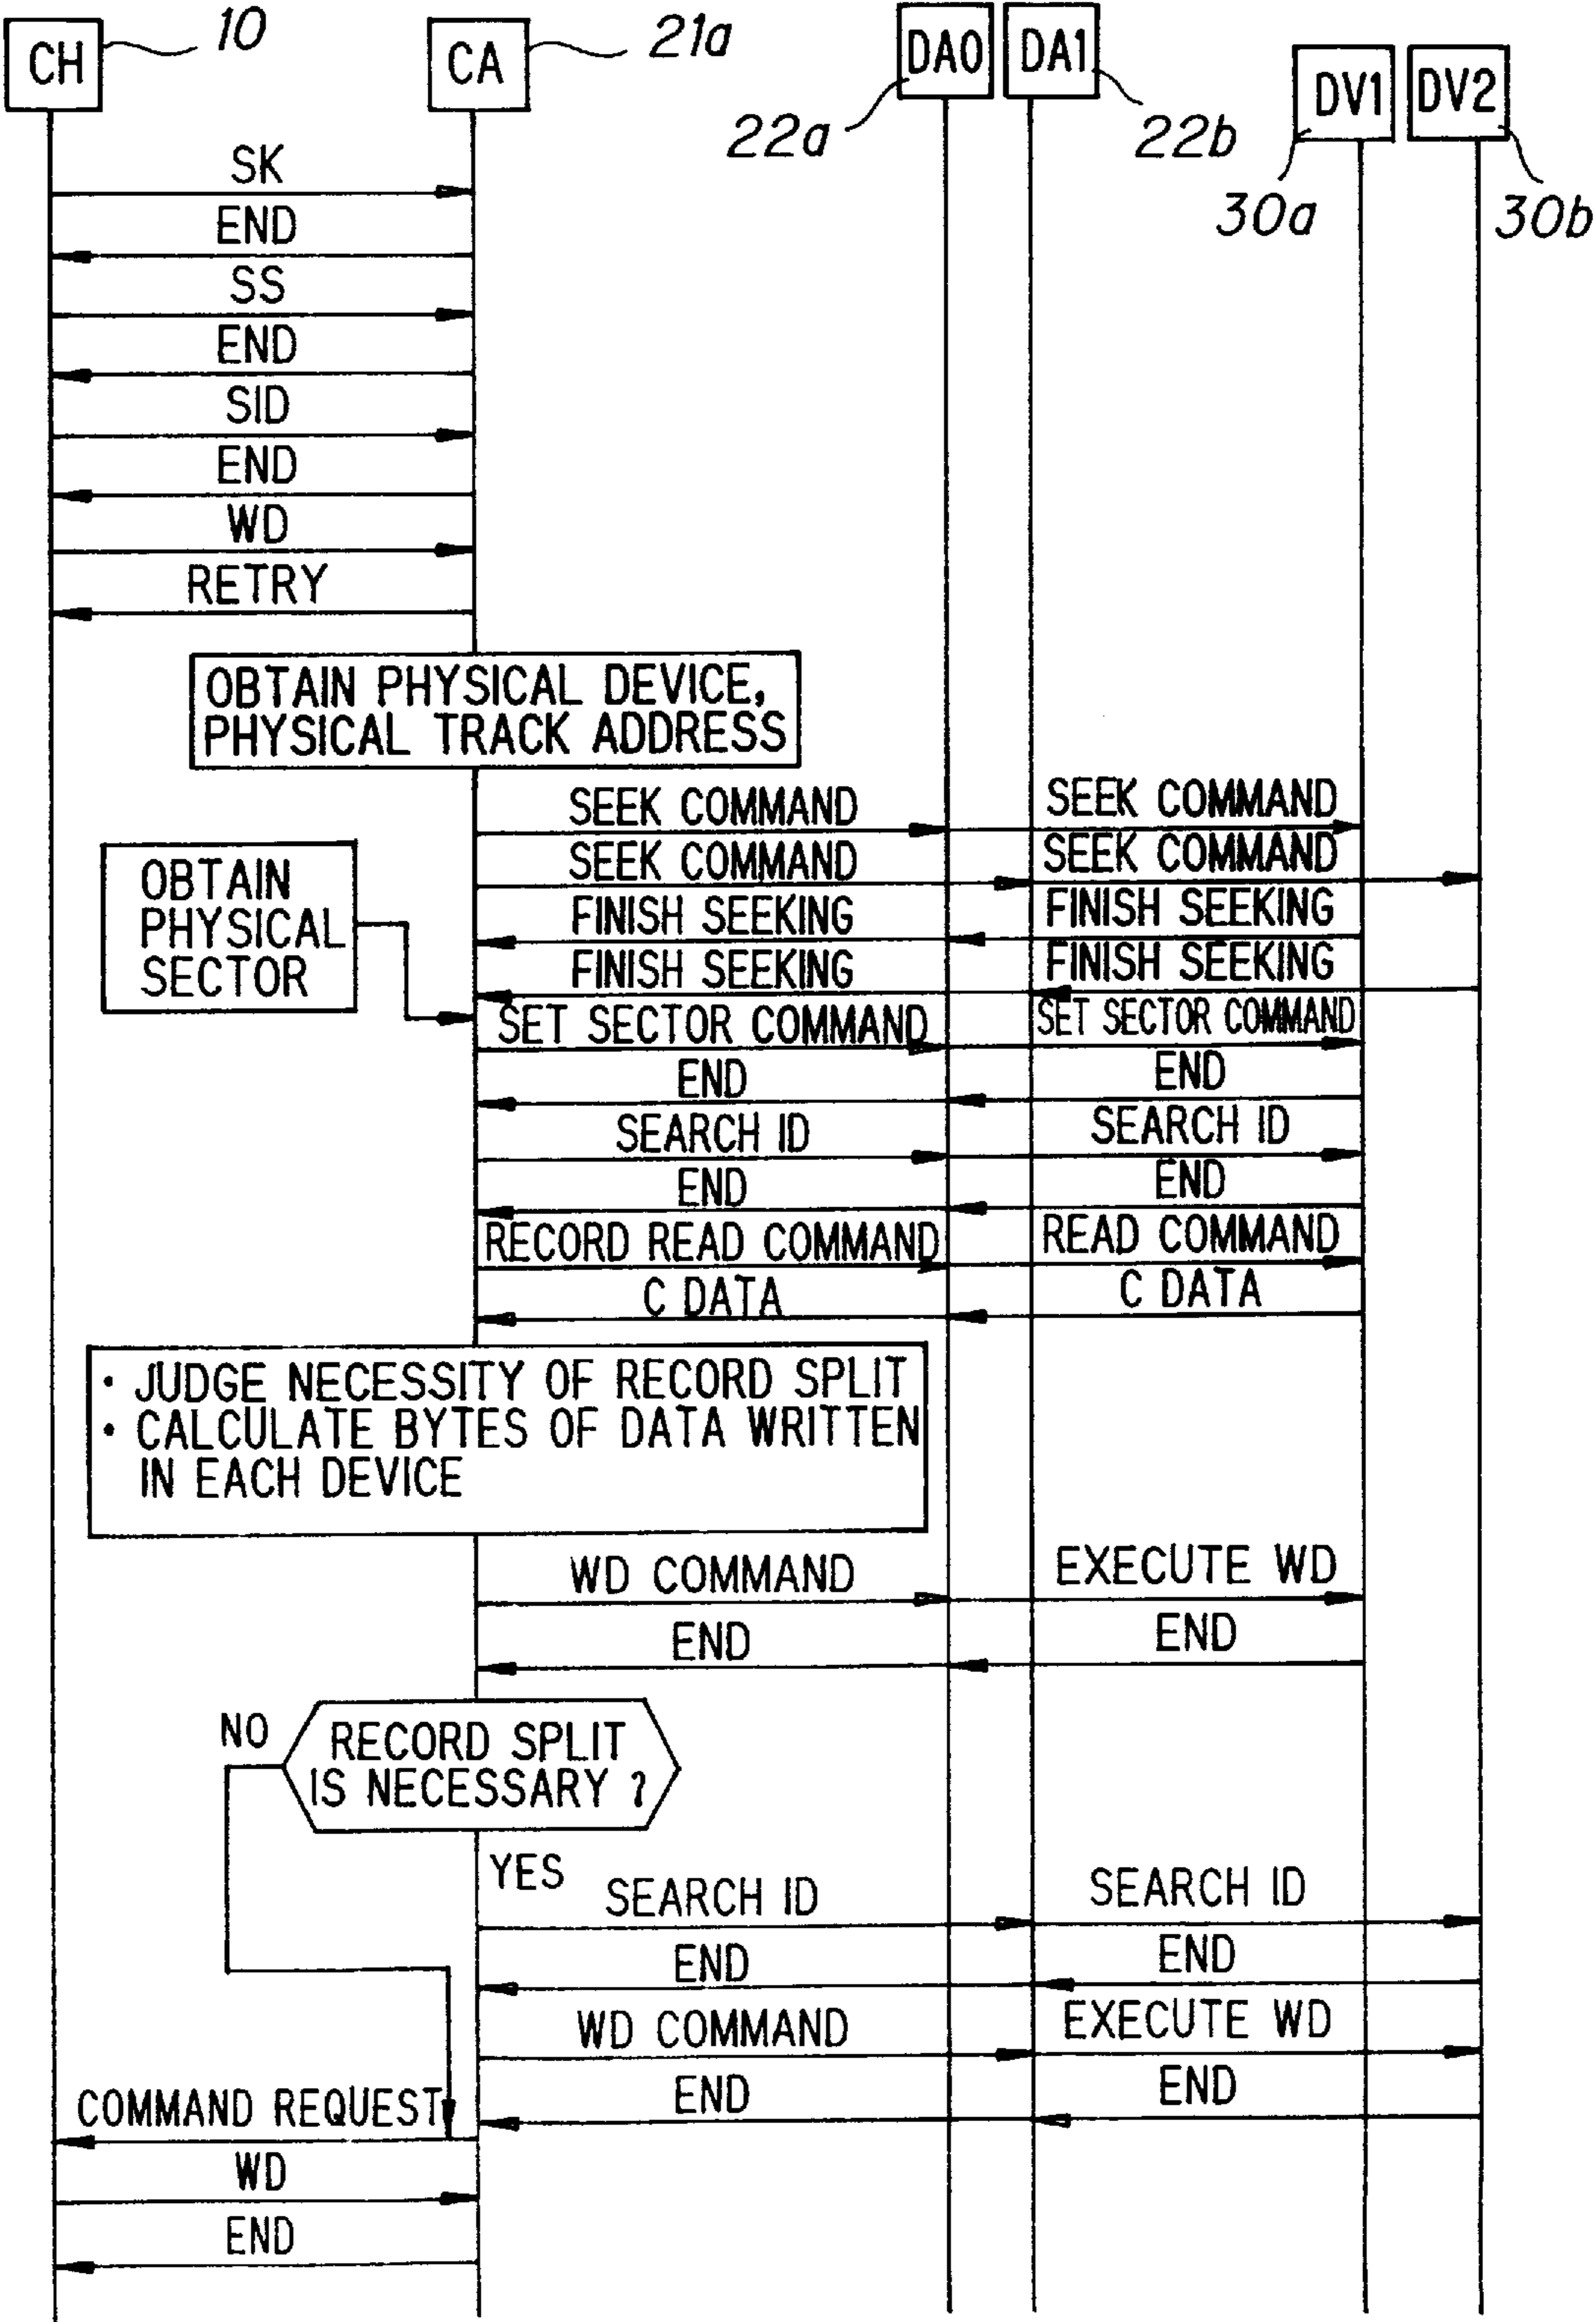 CH
10
CA
21a
DA0
DA1
22a
22b
DV1
DV2
30a
30b
SK
END
SS
END
SID
END
WD
RETRY
OBTAIN PHYSICAL DEVICE,
PHYSICAL TRACK ADDRESS
SEEK COMMAND
SEEK COMMAND
OBTAIN
PHYSICAL
SECTOR
SEEK COMMAND
SEEK COMMAND
FINISH SEEKING
FINISH SEEKING
FINISH SEEKING
FINISH SEEKING
SET SECTOR COMMAND
SET SECTOR COMMAND
END
END
SEARCH ID
SEARCH ID
END
END
RECORD READ COMMAND
READ COMMAND
C DATA
C DATA
· JUDGE NECESSITY OF RECORD SPLIT
· CALCULATE BYTES OF DATA WRITTEN
IN EACH DEVICE
WD COMMAND
EXECUTE WD
END
END
NO
RECORD SPLIT
IS NECESSARY ?
YES
SEARCH ID
SEARCH ID
END
END
WD COMMAND
EXECUTE WD
END
END
COMMAND REQUEST
WD
END